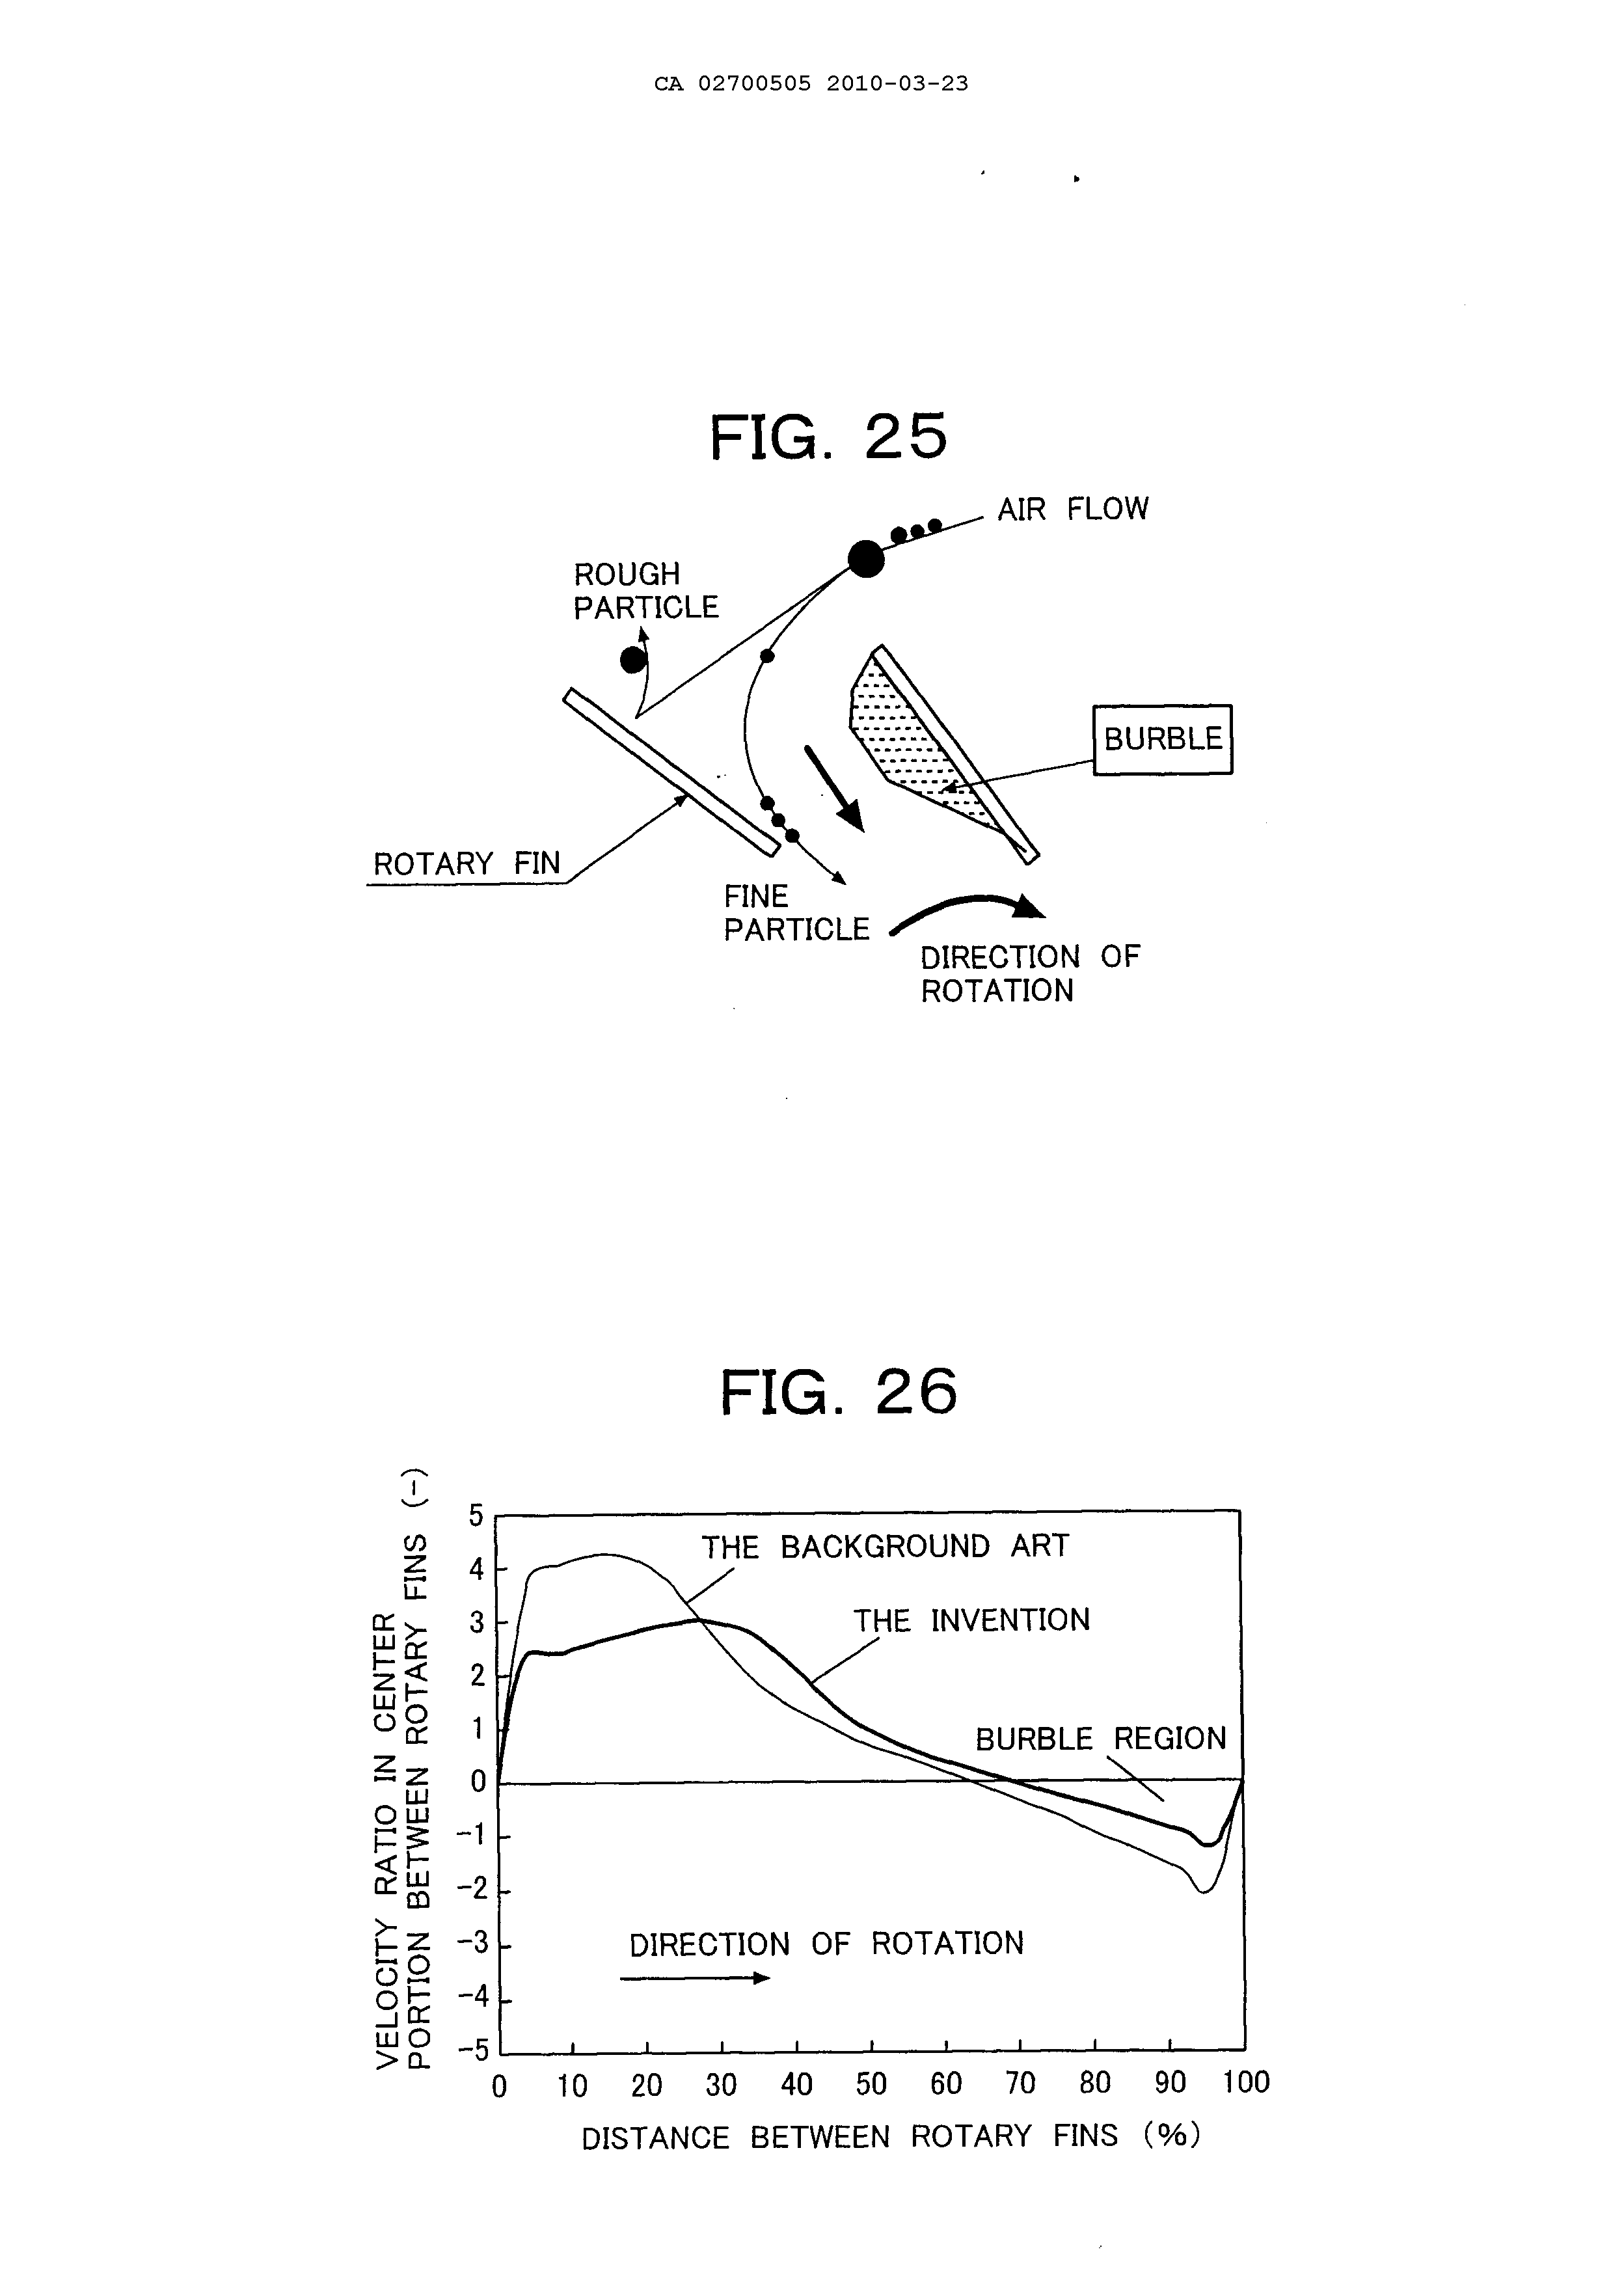 CA 02700505 2010-03-23
FIG. 25
AIR FLOW
ROUGH
PARTICLE
BURBLE
ROTARY FIN
FINE
PARTICLE
DIRECTION OF
ROTATION
FIG. 26
VELOCITY RATIO IN CENTER
PORTION BETWEEN ROTARY FINS (-)
5
4
3
2
1
0
-1
-2
-3
-4
-5
THE BACKGROUND ART
THE INVENTION
BURBLE REGION
DIRECTION OF ROTATION
0 10 20 30 40 50 60 70 80 90 100
DISTANCE BETWEEN ROTARY FINS (%)